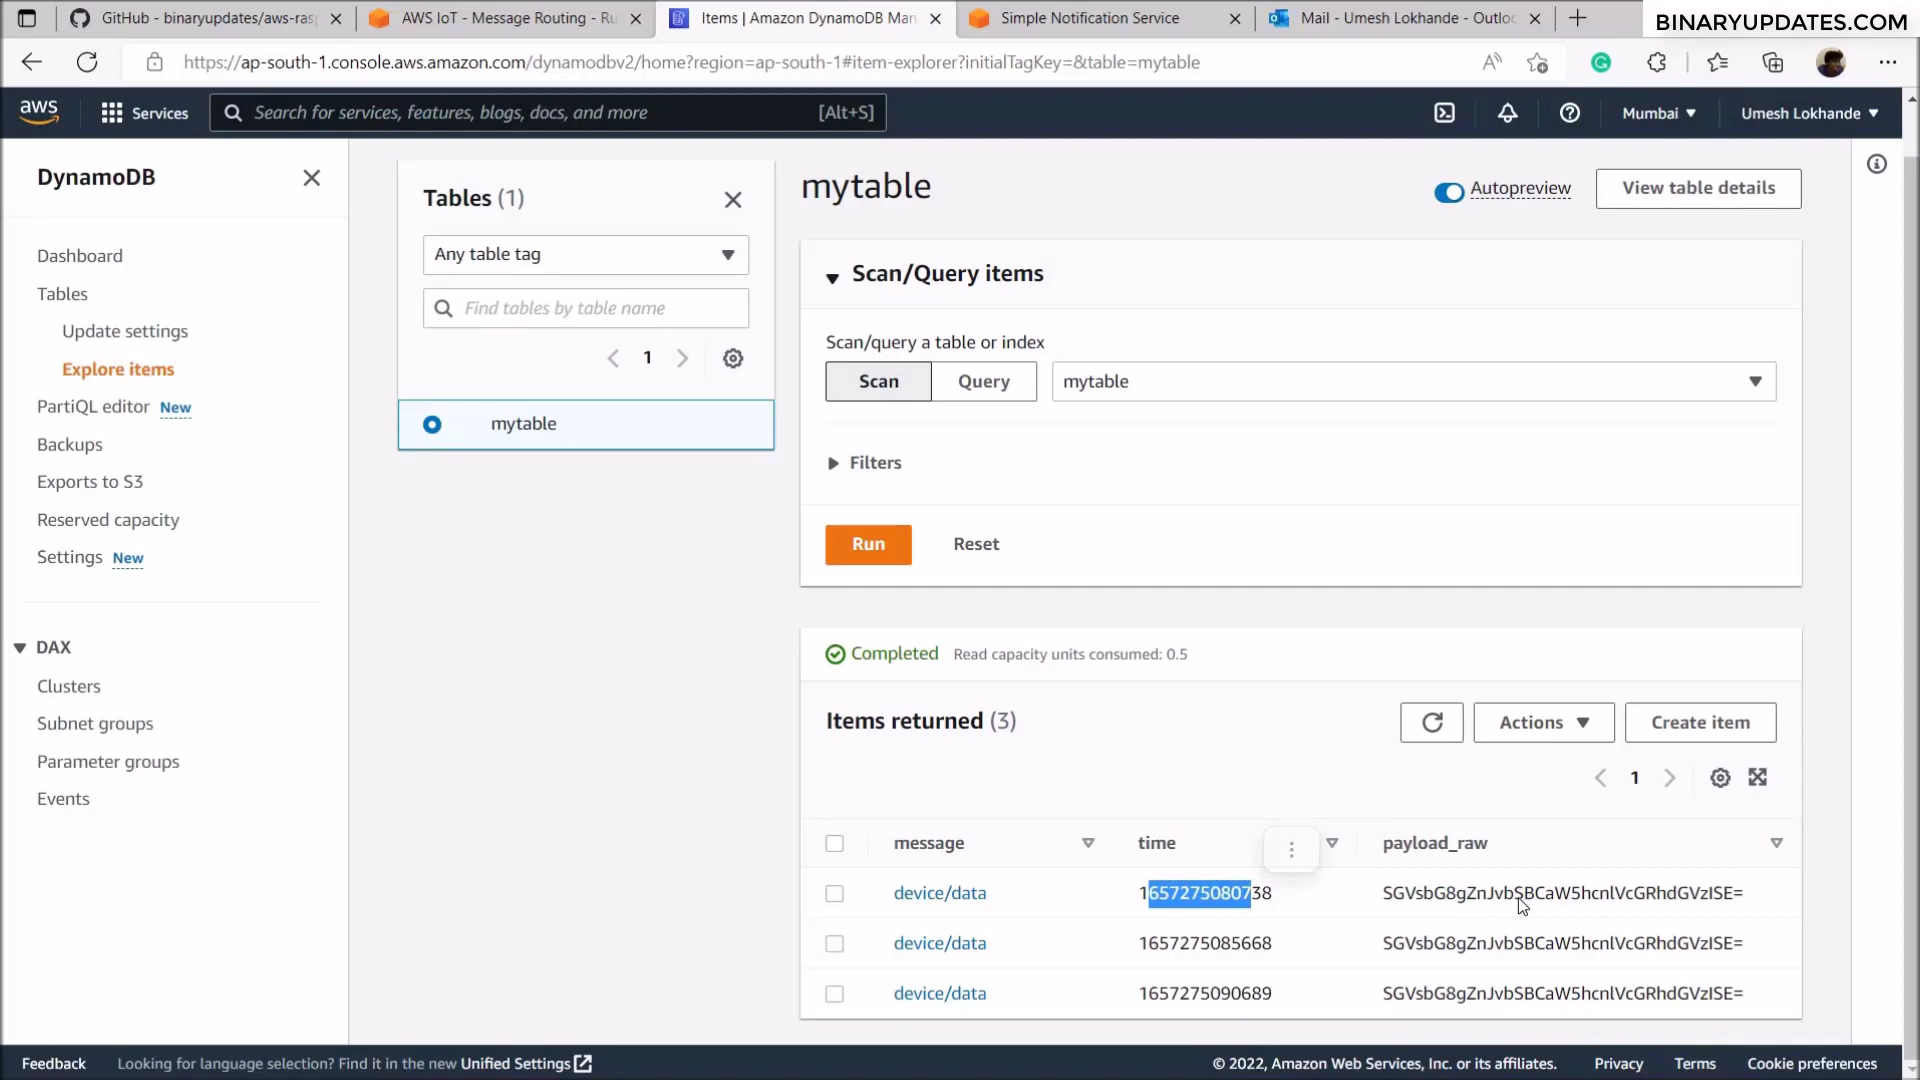 GitHub - binaryupdates/aws-rasp
AWS IoT - Message Routing - Ru
Items | Amazon DynamoDB Man
Simple Notification Service
Mail - Umesh Lokhande - Outloo
BINARYUPDATES.COM
https://ap-south-1.console.aws.amazon.com/dynamodbv2/home?region=ap-south-1#item-explorer?initialTagKey=&table=mytable
aws
Services
Search for services, features, blogs, docs, and more
[Alt+S]
Mumbai
Umesh Lokhande
DynamoDB
Dashboard
Tables
Update settings
Explore items
PartiQL editor New
Backups
Exports to S3
Reserved capacity
Settings New
DAX
Clusters
Subnet groups
Parameter groups
Events
Tables (1)
Any table tag
Find tables by table name
1
mytable
mytable
Autopreview
View table details
Scan/Query items
Scan/query a table or index
Scan
Query
mytable
Filters
Run
Reset
Completed
Read capacity units consumed: 0.5
Items returned (3)
Actions
Create item
1
message time payload_raw
device/data 1657275080738 SGVsbG8gZnJvbSBCaW5hcnlVcGRhdGVzISE=
device/data 1657275085668 SGVsbG8gZnJvbSBCaW5hcnlVcGRhdGVzISE=
device/data 1657275090689 SGVsbG8gZnJvbSBCaW5hcnlVcGRhdGVzISE=
Feedback
Looking for language selection? Find it in the new Unified Settings
© 2022, Amazon Web Services, Inc. or its affiliates.
Privacy
Terms
Cookie preferences